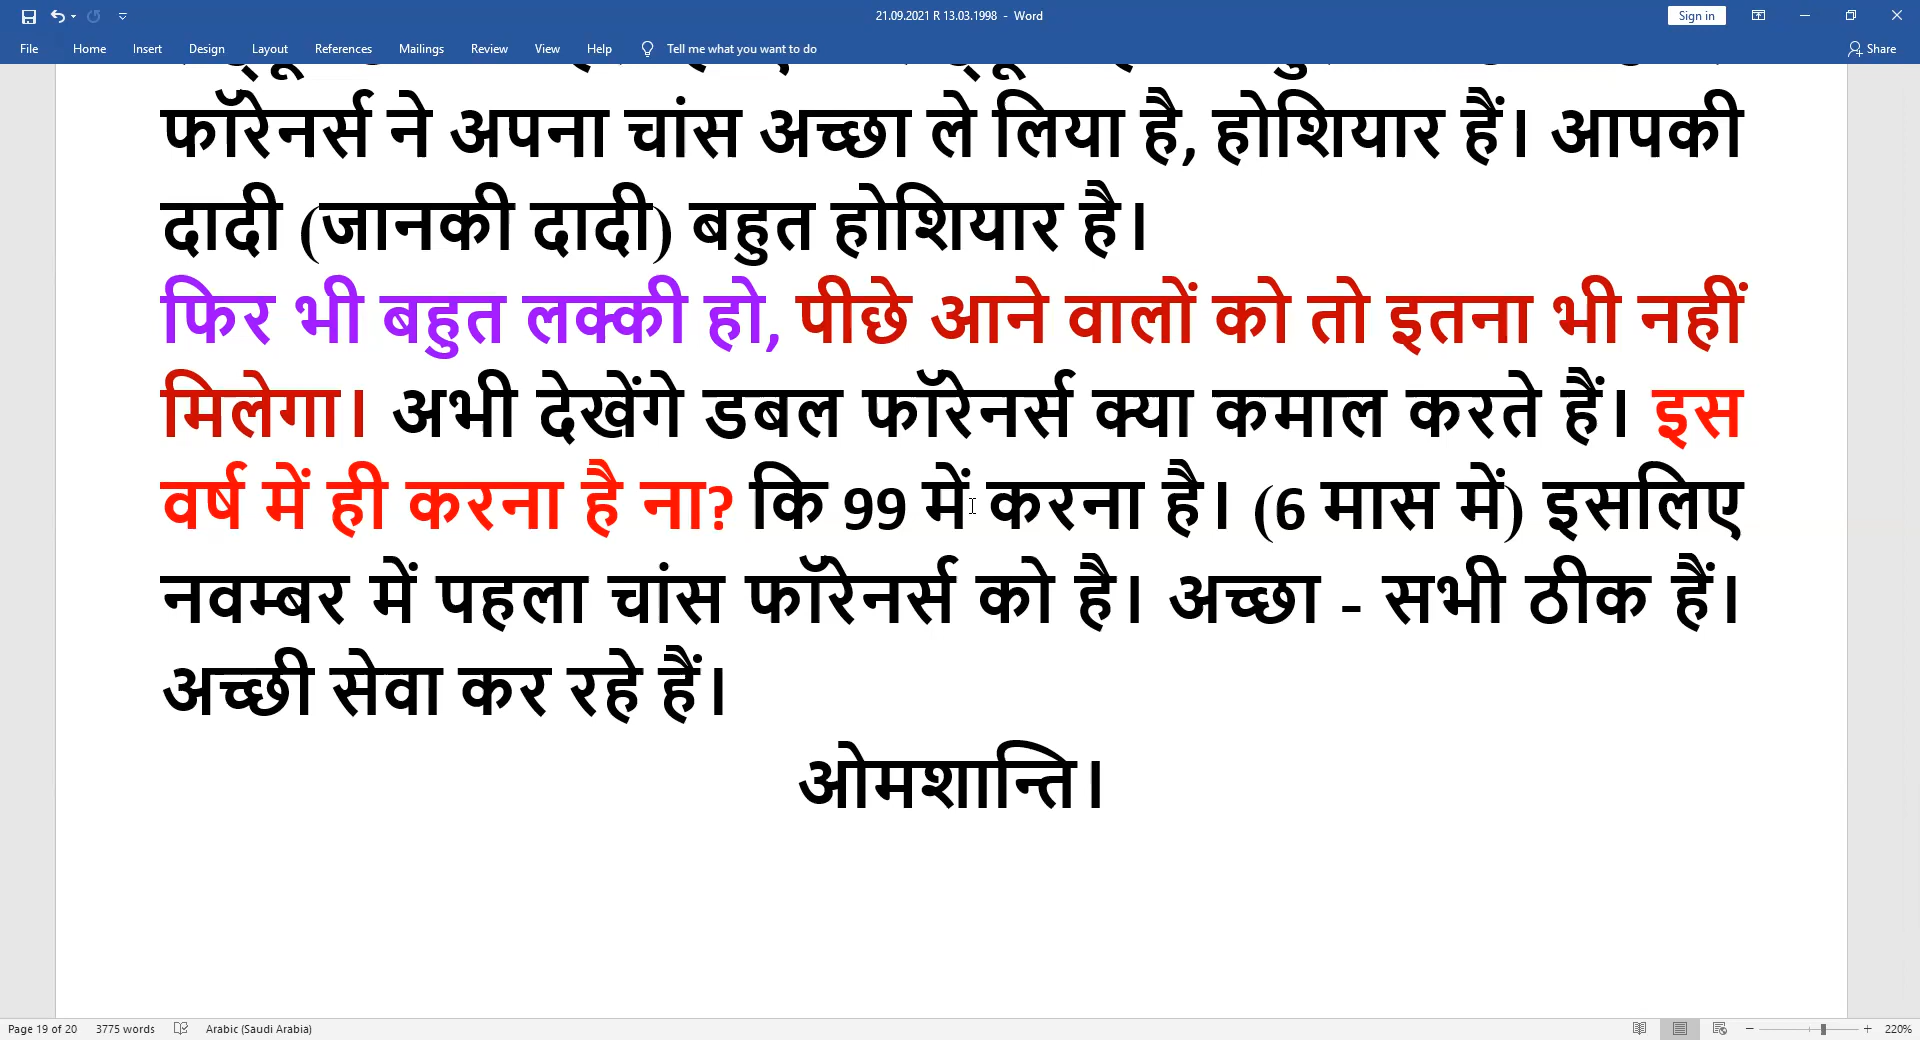 21.09.2021 R 13.03.1998 - Word
Sign in
File Home Insert Design Layout References Mailings Review View Help Tell me what you want to do Share
फॉरेनर्स ने अपना चांस अच्छा ले लिया है, होशियार हैं। आपकी
दादी (जानकी दादी) बहुत होशियार है।
फिर भी बहुत लक्की हो, पीछे आने वालों को तो इतना भी नहीं
मिलेगा। अभी देखेंगे डबल फॉरेनर्स क्या कमाल करते हैं। इस
वर्ष में ही करना है ना? कि 99 में करना है। (6 मास में) इसलिए
नवम्बर में पहला चांस फॉरेनर्स को है। अच्छा - सभी ठीक हैं।
अच्छी सेवा कर रहे हैं।
ओमशान्ति।
Page 19 of 20 3775 words Arabic (Saudi Arabia) 220%